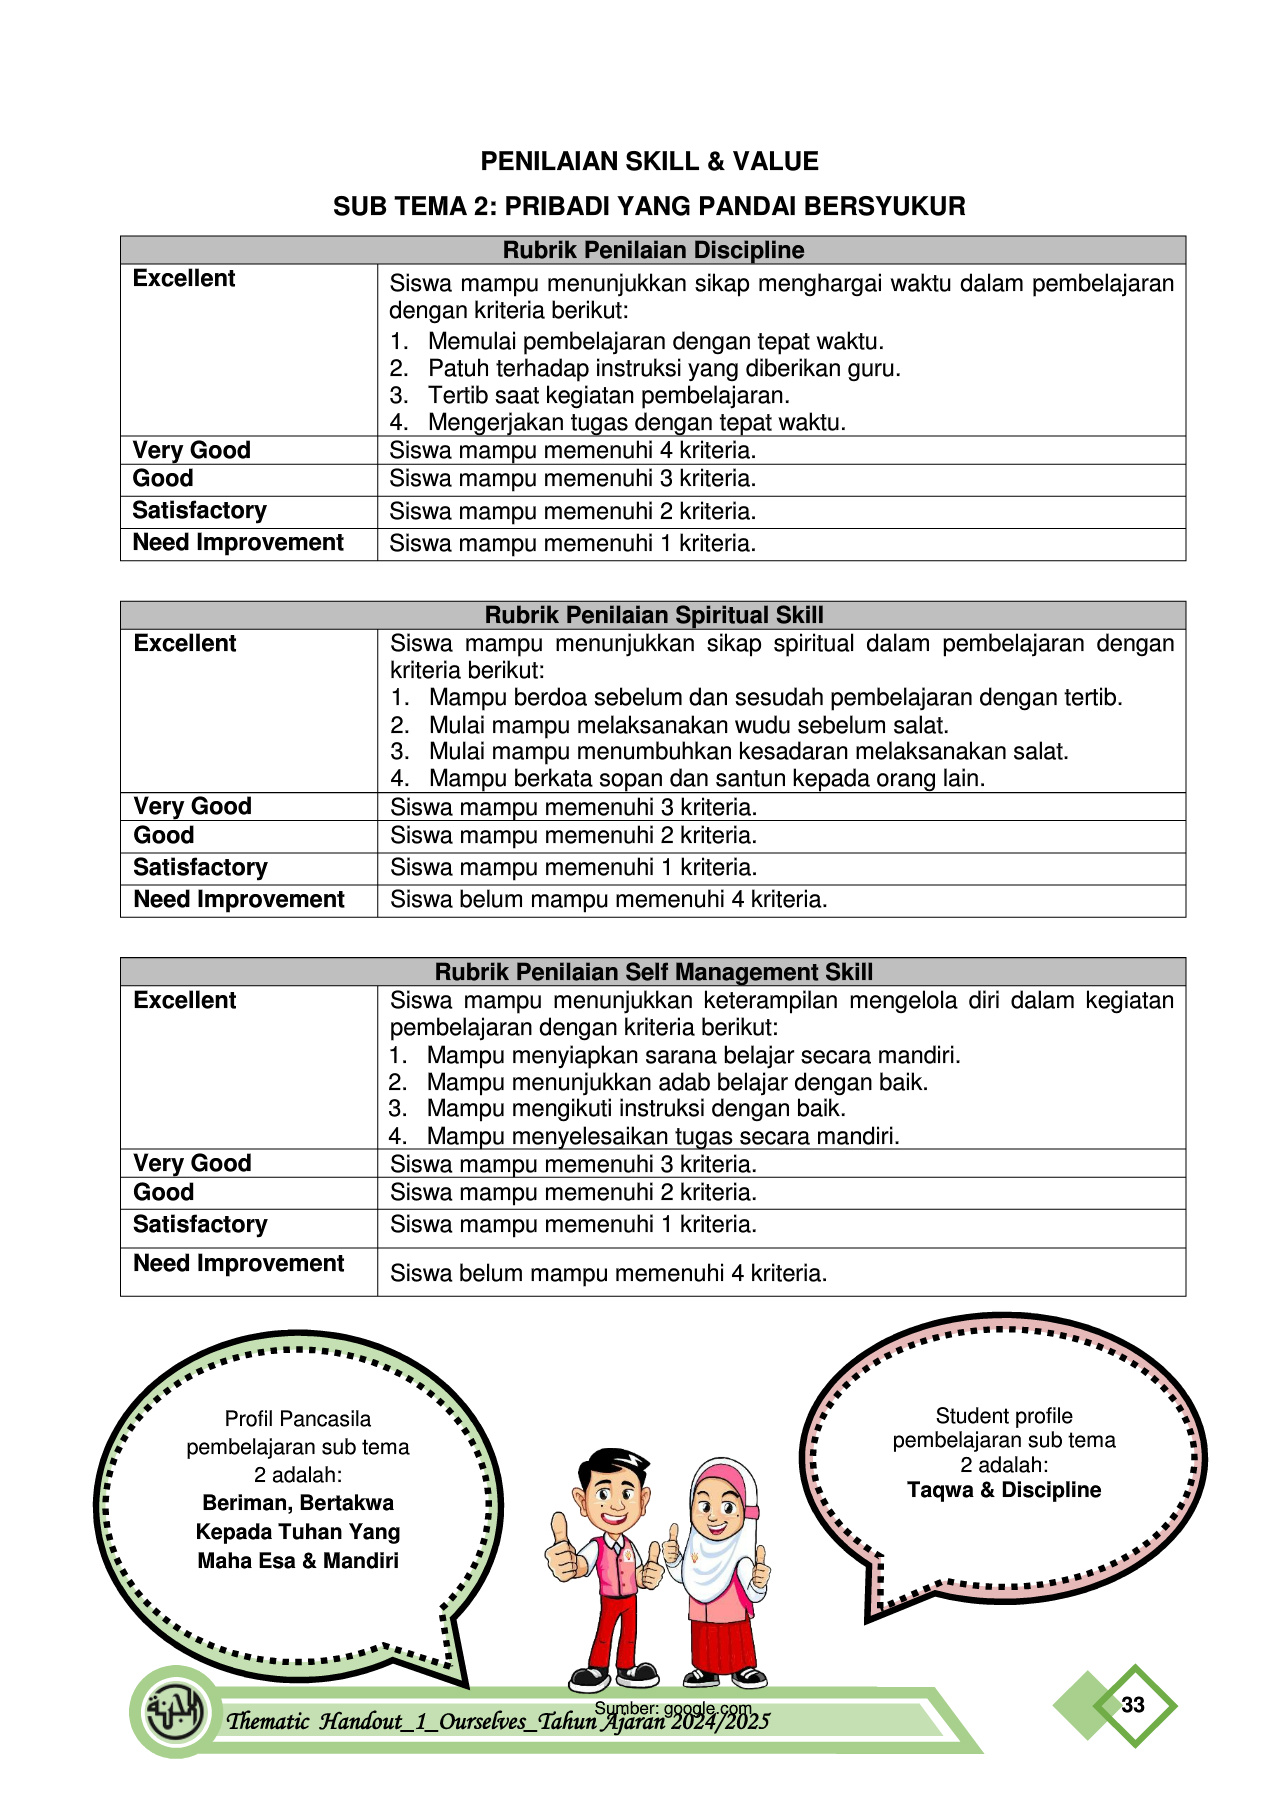 PENILAIAN SKILL & VALUE
SUB TEMA 2: PRIBADI YANG PANDAI BERSYUKUR
Rubrik Penilaian Discipline
Excellent
Siswa mampu menunjukkan sikap menghargai waktu dalam pembelajaran
dengan kriteria berikut:
1. Memulai pembelajaran dengan tepat waktu.
2. Patuh terhadap instruksi yang diberikan guru.
3. Tertib saat kegiatan pembelajaran.
4. Mengerjakan tugas dengan tepat waktu.
Very Good Siswa mampu memenuhi 4 kriteria.
Good Siswa mampu memenuhi 3 kriteria.
Satisfactory Siswa mampu memenuhi 2 kriteria.
Need Improvement Siswa mampu memenuhi 1 kriteria.
Rubrik Penilaian Spiritual Skill
Excellent Siswa mampu menunjukkan sikap spiritual dalam pembelajaran dengan
kriteria berikut:
1. Mampu berdoa sebelum dan sesudah pembelajaran dengan tertib.
2. Mulai mampu melaksanakan wudu sebelum salat.
3. Mulai mampu menumbuhkan kesadaran melaksanakan salat.
4. Mampu berkata sopan dan santun kepada orang lain.
Very Good Siswa mampu memenuhi 3 kriteria.
Good Siswa mampu memenuhi 2 kriteria.
Satisfactory Siswa mampu memenuhi 1 kriteria.
Need Improvement Siswa belum mampu memenuhi 4 kriteria.
Rubrik Penilaian Self Management Skill
Excellent Siswa mampu menunjukkan keterampilan mengelola diri dalam kegiatan
pembelajaran dengan kriteria berikut:
1. Mampu menyiapkan sarana belajar secara mandiri.
2. Mampu menunjukkan adab belajar dengan baik.
3. Mampu mengikuti instruksi dengan baik.
4. Mampu menyelesaikan tugas secara mandiri.
Very Good Siswa mampu memenuhi 3 kriteria.
Good Siswa mampu memenuhi 2 kriteria.
Satisfactory Siswa mampu memenuhi 1 kriteria.
Need Improvement Siswa belum mampu memenuhi 4 kriteria.
Profil Pancasila
pembelajaran sub tema
2 adalah:
Beriman, Bertakwa
Kepada Tuhan Yang
Maha Esa & Mandiri
Student profile
pembelajaran sub tema
2 adalah:
Taqwa & Discipline
Sumber: google.com
Thematic Handout_1_Ourselves_Tahun Ajaran 2024/2025
33